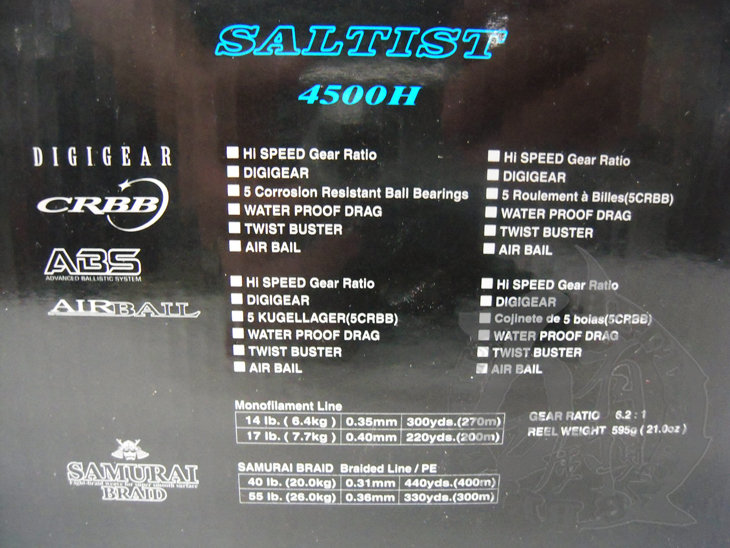 SALTIST
4500H
DIGIGEAR
CRBB
ABS
ADVANCED BALLISTIC SYSTEM
AIRBAIL
Hi SPEED Gear Ratio
DIGIGEAR
5 Corrosion Resistant Ball Bearings
WATER PROOF DRAG
TWIST BUSTER
AIR BAIL
Hi SPEED Gear Ratio
DIGIGEAR
5 Roulement à Billes(5CRBB)
WATER PROOF DRAG
TWIST BUSTER
AIR BAIL
Hi SPEED Gear Ratio
DIGIGEAR
5 KUGELLAGER(5CRBB)
WATER PROOF DRAG
TWIST BUSTER
AIR BAIL
Hi SPEED Gear Ratio
DIGIGEAR
Cojinete de 5 bolas(5CRBB)
WATER PROOF DRAG
TWIST BUSTER
AIR BAIL
Monofilament Line
14 lb. ( 6.4kg ) 0.35mm 300yds.(270m)
17 lb. ( 7.7kg ) 0.40mm 220yds.(200m)
GEAR RATIO 6.2 : 1
REEL WEIGHT 595g ( 21.0oz )
SAMURAI BRAID
SAMURAI BRAID Braided Line / PE
40 lb. (20.0kg) 0.31mm 440yds.(400m)
55 lb. (26.0kg) 0.36mm 330yds.(300m)